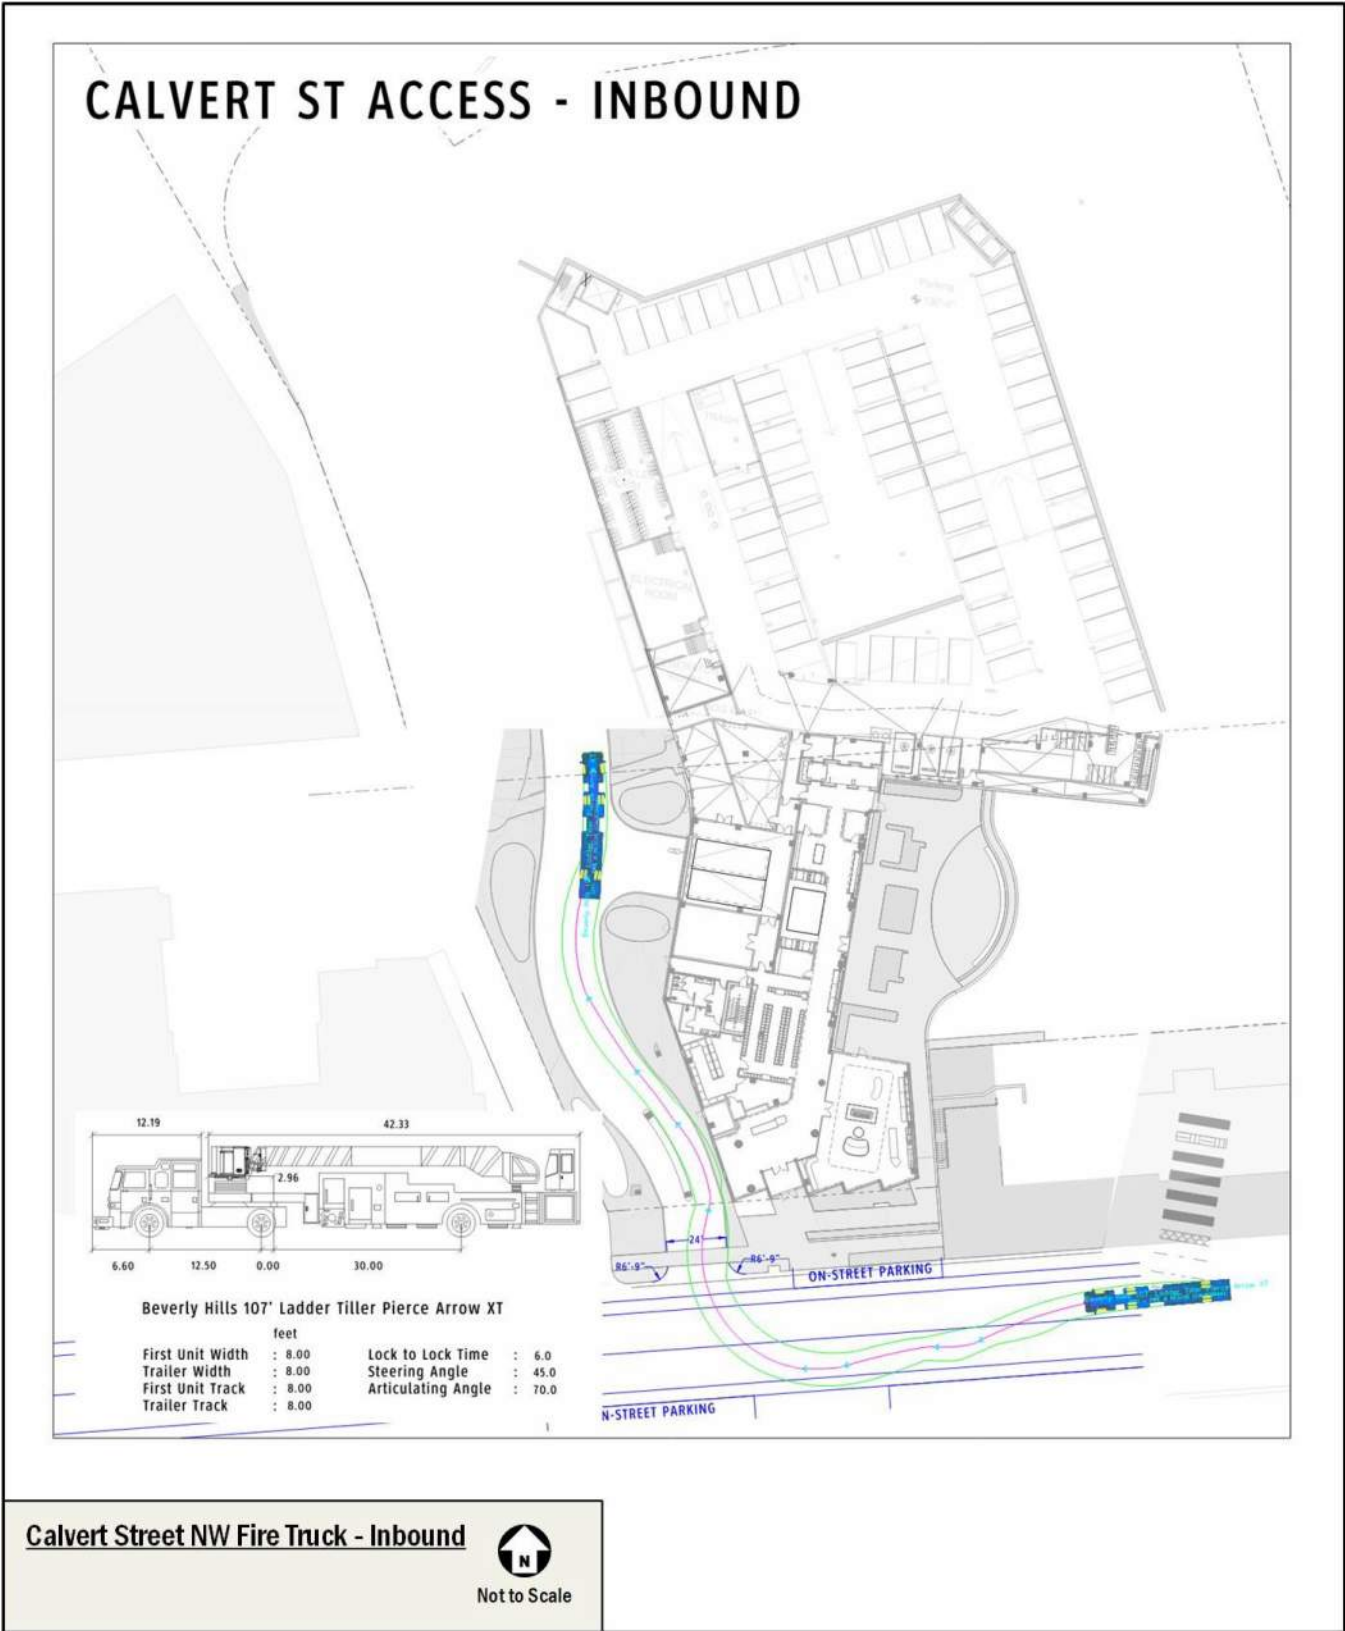 CALVERT ST ACCESS - INBOUND
ELECTRICAL
ROOM
24'
R6'-9"
R6'-9"
ON-STREET PARKING
Arrow XT
N-STREET PARKING
12.19
42.33
2.96
6.60
12.50
0.00
30.00
Beverly Hills 107' Ladder Tiller Pierce Arrow XT
feet
First Unit Width : 8.00 Lock to Lock Time : 6.0
Trailer Width : 8.00 Steering Angle : 45.0
First Unit Track : 8.00 Articulating Angle : 70.0
Trailer Track : 8.00
Calvert Street NW Fire Truck - Inbound
N
Not to Scale